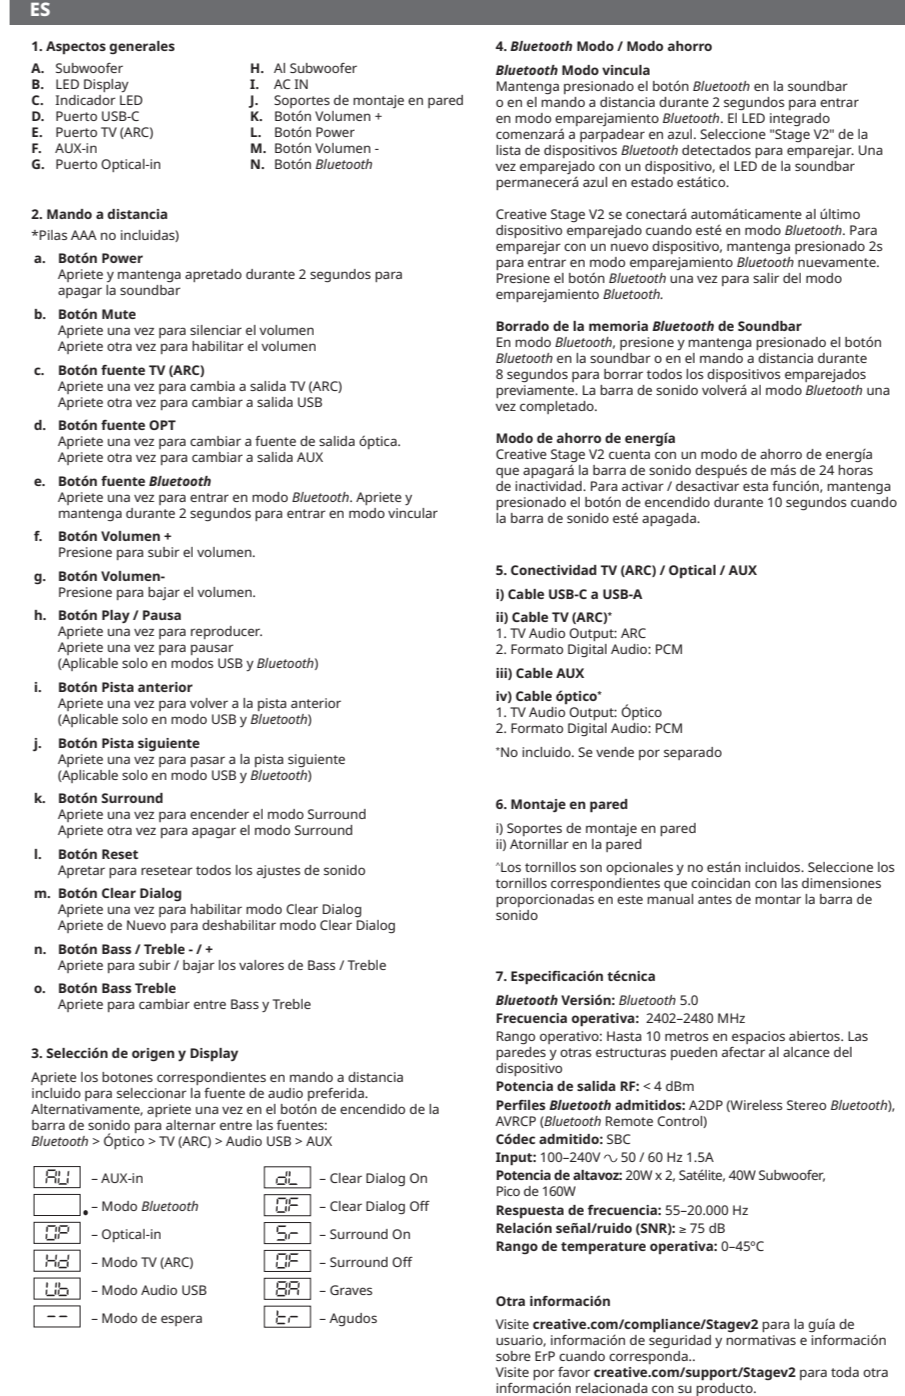 ES
1. Aspectos generales
A. Subwoofer
B. LED Display
C. Indicador LED
D. Puerto USB-C
E. Puerto TV (ARC)
F. AUX-in
G. Puerto Optical-in
H. Al Subwoofer
I. AC IN
J. Soportes de montaje en pared
K. Botón Volumen +
L. Botón Power
M. Botón Volumen -
N. Botón Bluetooth
2. Mando a distancia
*Pilas AAA no incluidas)
a. Botón Power
Apriete y mantenga apretado durante 2 segundos para
apagar la soundbar
b. Botón Mute
Apriete una vez para silenciar el volumen
Apriete otra vez para habilitar el volumen
c. Botón fuente TV (ARC)
Apriete una vez para cambia a salida TV (ARC)
Apriete otra vez para cambiar a salida USB
d. Botón fuente OPT
Apriete una vez para cambiar a fuente de salida óptica.
Apriete otra vez para cambiar a salida AUX
e. Botón fuente Bluetooth
Apriete una vez para entrar en modo Bluetooth. Apriete y
mantenga durante 2 segundos para entrar en modo vincular
f. Botón Volumen +
Presione para subir el volumen.
g. Botón Volumen-
Presione para bajar el volumen.
h. Botón Play / Pausa
Apriete una vez para reproducer.
Apriete una vez para pausar
(Aplicable solo en modos USB y Bluetooth)
i. Botón Pista anterior
Apriete una vez para volver a la pista anterior
(Aplicable solo en modo USB y Bluetooth)
j. Botón Pista siguiente
Apriete una vez para pasar a la pista siguiente
(Aplicable solo en modo USB y Bluetooth)
k. Botón Surround
Apriete una vez para encender el modo Surround
Apriete otra vez para apagar el modo Surround
l. Botón Reset
Apretar para resetear todos los ajustes de sonido
m. Botón Clear Dialog
Apriete una vez para habilitar modo Clear Dialog
Apriete de Nuevo para deshabilitar modo Clear Dialog
n. Botón Bass / Treble - / +
Apriete para subir / bajar los valores de Bass / Treble
o. Botón Bass Treble
Apriete para cambiar entre Bass y Treble
3. Selección de origen y Display
Apriete los botones correspondientes en mando a distancia
incluido para seleccionar la fuente de audio preferida.
Alternativamente, apriete una vez en el botón de encendido de la
barra de sonido para alternar entre las fuentes:
Bluetooth > Óptico > TV (ARC) > Audio USB > AUX
AU – AUX-in
. – Modo Bluetooth
OP – Optical-in
Hd – Modo TV (ARC)
Ub – Modo Audio USB
-- – Modo de espera
dL – Clear Dialog On
OF – Clear Dialog Off
Sr – Surround On
OF – Surround Off
BA – Graves
tr – Agudos
4. Bluetooth Modo / Modo ahorro
Bluetooth Modo vincula
Mantenga presionado el botón Bluetooth en la soundbar
o en el mando a distancia durante 2 segundos para entrar
en modo emparejamiento Bluetooth. El LED integrado
comenzará a parpadear en azul. Seleccione "Stage V2" de la
lista de dispositivos Bluetooth detectados para emparejar. Una
vez emparejado con un dispositivo, el LED de la soundbar
permanecerá azul en estado estático.
Creative Stage V2 se conectará automáticamente al último
dispositivo emparejado cuando esté en modo Bluetooth. Para
emparejar con un nuevo dispositivo, mantenga presionado 2s
para entrar en modo emparejamiento Bluetooth nuevamente.
Presione el botón Bluetooth una vez para salir del modo
emparejamiento Bluetooth.
Borrado de la memoria Bluetooth de Soundbar
En modo Bluetooth, presione y mantenga presionado el botón
Bluetooth en la soundbar o en el mando a distancia durante
8 segundos para borrar todos los dispositivos emparejados
previamente. La barra de sonido volverá al modo Bluetooth una
vez completado.
Modo de ahorro de energía
Creative Stage V2 cuenta con un modo de ahorro de energía
que apagará la barra de sonido después de más de 24 horas
de inactividad. Para activar / desactivar esta función, mantenga
presionado el botón de encendido durante 10 segundos cuando
la barra de sonido esté apagada.
5. Conectividad TV (ARC) / Optical / AUX
i) Cable USB-C a USB-A
ii) Cable TV (ARC)*
1. TV Audio Output: ARC
2. Formato Digital Audio: PCM
iii) Cable AUX
iv) Cable óptico*
1. TV Audio Output: Óptico
2. Formato Digital Audio: PCM
*No incluido. Se vende por separado
6. Montaje en pared
i) Soportes de montaje en pared
ii) Atornillar en la pared
^Los tornillos son opcionales y no están incluidos. Seleccione los
tornillos correspondientes que coincidan con las dimensiones
proporcionadas en este manual antes de montar la barra de
sonido
7. Especificación técnica
Bluetooth Versión: Bluetooth 5.0
Frecuencia operativa: 2402–2480 MHz
Rango operativo: Hasta 10 metros en espacios abiertos. Las
paredes y otras estructuras pueden afectar al alcance del
dispositivo
Potencia de salida RF: < 4 dBm
Perfiles Bluetooth admitidos: A2DP (Wireless Stereo Bluetooth),
AVRCP (Bluetooth Remote Control)
Códec admitido: SBC
Input: 100–240V ∿ 50 / 60 Hz 1.5A
Potencia de altavoz: 20W x 2, Satélite, 40W Subwoofer,
Pico de 160W
Respuesta de frecuencia: 55–20.000 Hz
Relación señal/ruido (SNR): ≥ 75 dB
Rango de temperature operativa: 0–45°C
Otra información
Visite creative.com/compliance/Stagev2 para la guía de
usuario, información de seguridad y normativas e información
sobre ErP cuando corresponda..
Visite por favor creative.com/support/Stagev2 para toda otra
información relacionada con su producto.